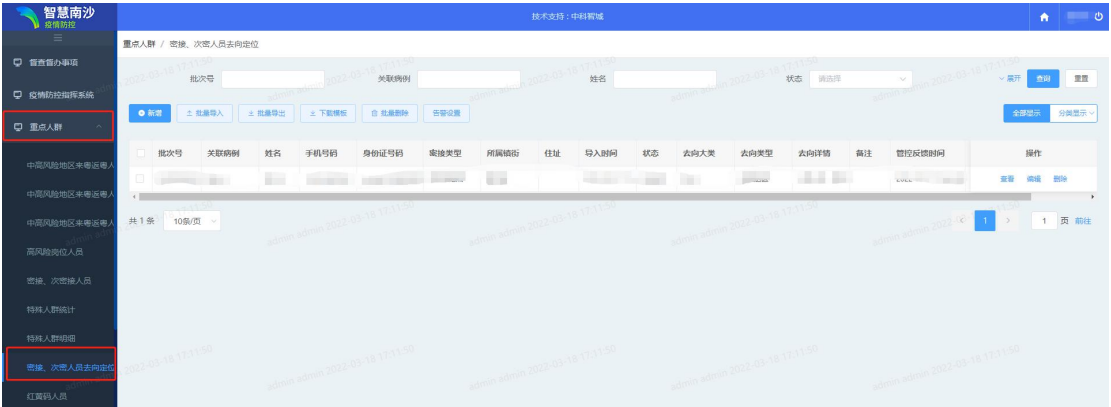 智慧南沙
疫情防控
技术支持:中科智城
督查督办事项
疫情防控指挥系统
重点人群
中高风险地区来粤返粤人
中高风险地区来粤返粤人
中高风险地区来粤返粤人
高风险岗位人员
密接、次密接人员
特殊人群统计
特殊人群明细
密接、次密人员去向定位
红黄码人员
重点人群 / 密接、次密人员去向定位
批次号 关联病例 姓名 状态 请选择 展开 查询 重置
新增 批量导入 批量导出 下载模板 批量删除 告警设置 全部显示 分类显示
批次号 关联病例 姓名 手机号码 身份证号码 密接类型 所属镇街 住址 导入时间 状态 去向大类 去向类型 去向详情 备注 管控反馈时间 操作
查看 编辑 删除
共 1 条 10条/页 1 1 页 前往
admin admin 2022-03-18 17:11:50